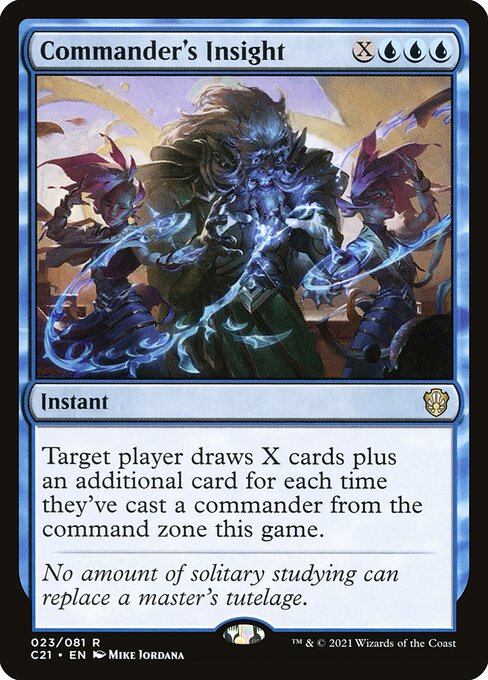 Commander's Insight X
Instant
Target player draws X cards plus
an additional card for each time
they've cast a commander from the
command zone this game.
No amount of solitary studying can
replace a master's tutelage.
023/081 R
C21 • EN Mike Jordana
™ & © 2021 Wizards of the Coast